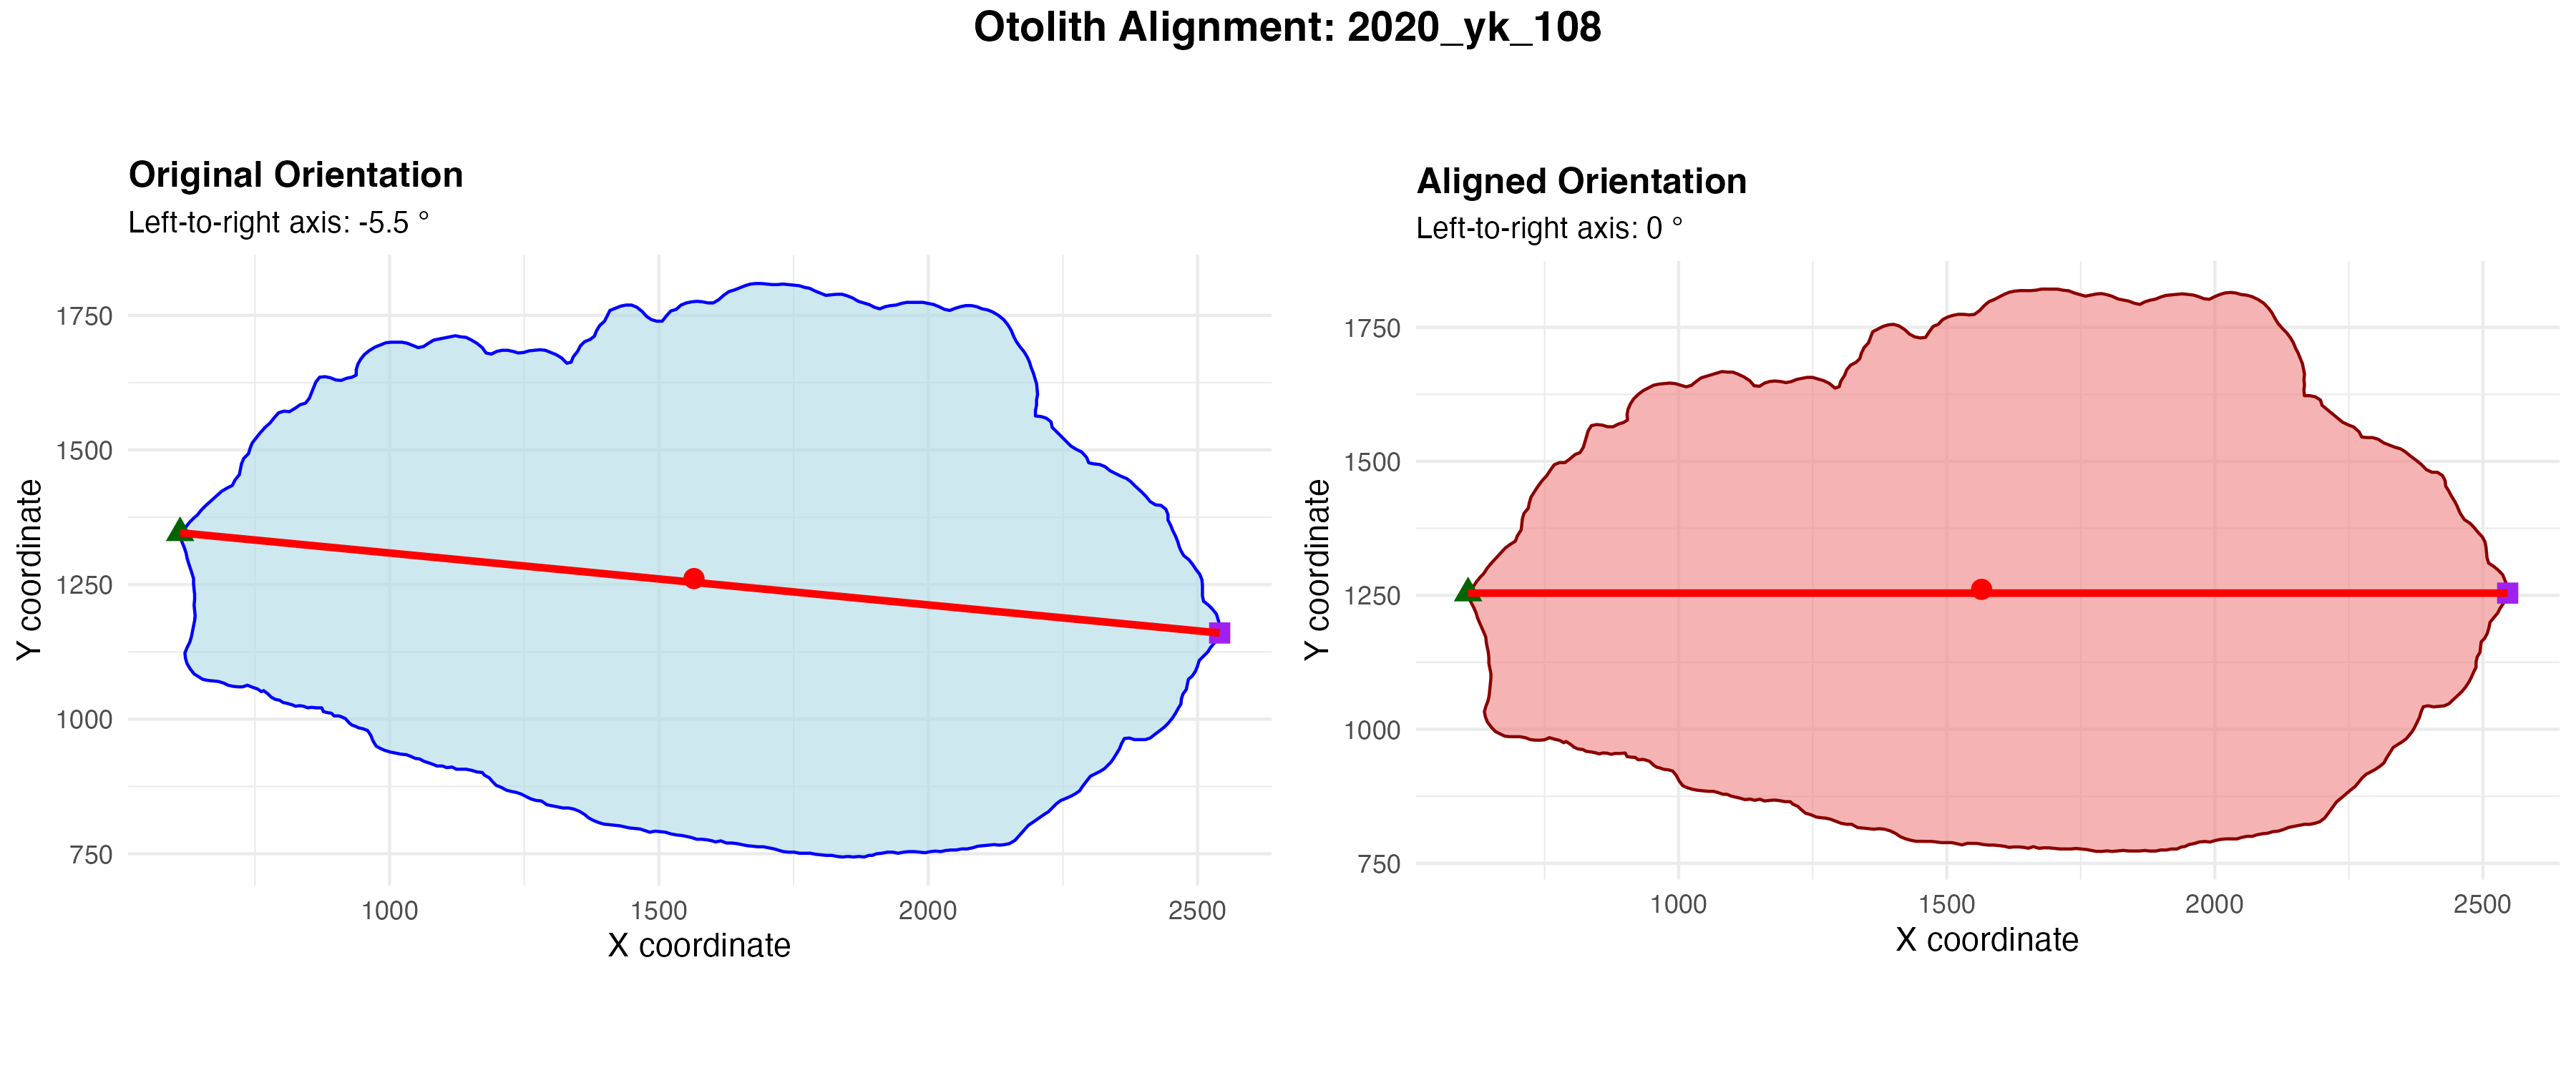 Otolith Alignment: 2020_yk_108
Original Orientation
Left-to-right axis: -5.5 °
1750
1500
1250
1000
750
Y coordinate
1000
1500
2000
2500
X coordinate
Aligned Orientation
Left-to-right axis: 0 °
1750
1500
1250
1000
750
Y coordinate
1000
1500
2000
2500
X coordinate